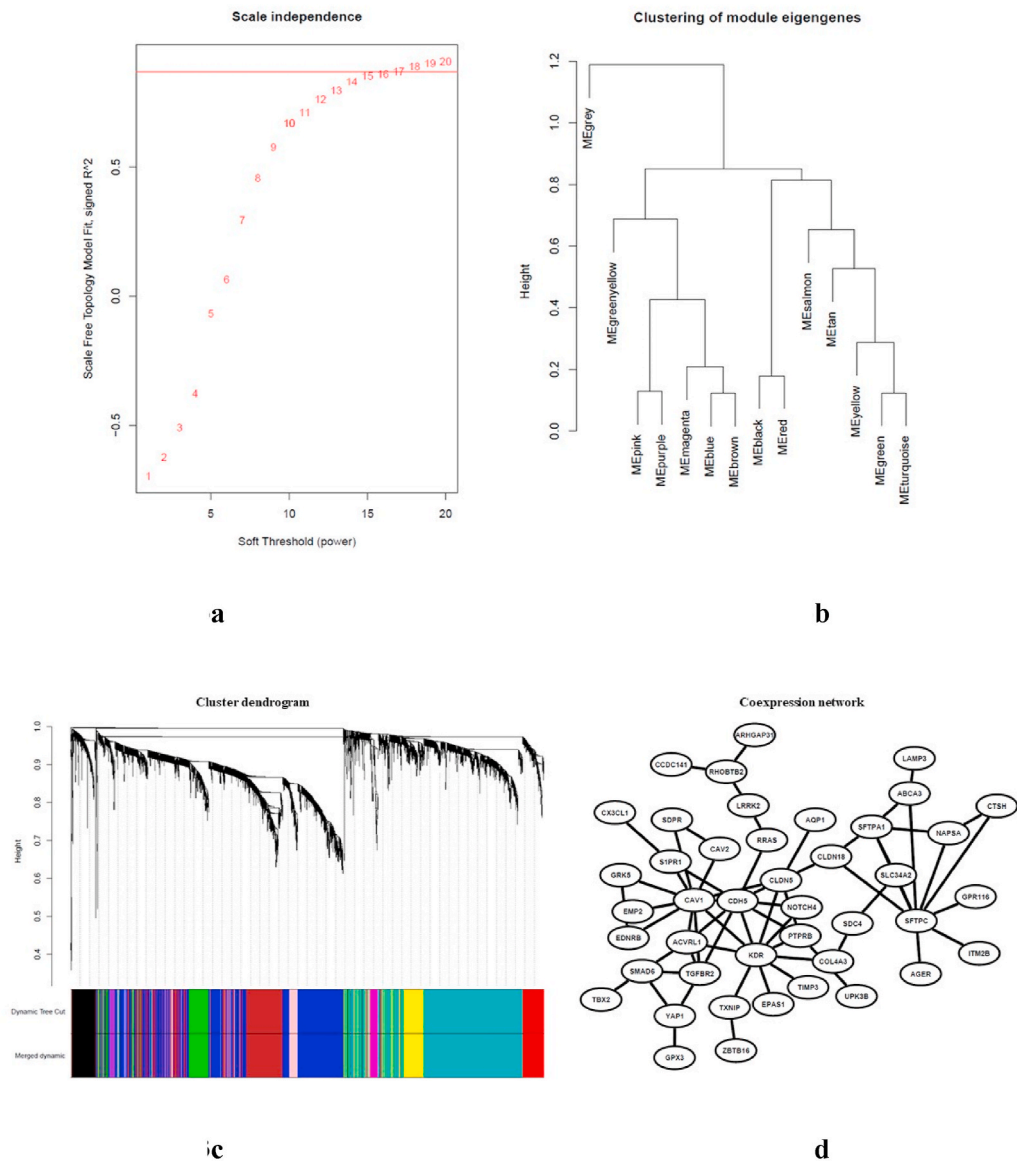 Scale independence
Scale Free Topology Model Fit, signed R^2
0.5
0.0
−0.5
1
2
3
4
5
6
7
8
9
10
11
12
13
14
15
16
17
18
19
20
5
10
15
20
Soft Threshold (power)
a
Clustering of module eigengenes
Height
1.2
1.0
0.8
0.6
0.4
0.2
0.0
MEgrey
MEgreenyellow
MEpink
MEpurple
MEmagenta
MEblue
MEbrown
MEblack
MEred
MEsalmon
MEtan
MEyellow
MEgreen
MEturquoise
b
Cluster dendrogram
Height
1.0
0.9
0.8
0.7
0.6
0.5
0.4
Dynamic Tree Cut
Merged dynamic
c
Coexpression network
ARHGAP31
CCDC141
RHOBTB2
LAMP3
ABCA3
LRRK2
CTSH
CX3CL1
SDPR
AQP1
SFTPA1
NAPSA
RRAS
CAV2
S1PR1
CLDN18
GRK5
CLDN5
SLC34A2
CAV1
CDH5
GPR116
EMP2
NOTCH4
SDC4
SFTPC
EDNRB
PTPRB
ACVRL1
KDR
COL4A3
ITM2B
SMAD6
TGFBR2
AGER
TIMP3
UPK3B
TBX2
TXNIP
EPAS1
YAP1
ZBTB16
GPX3
d